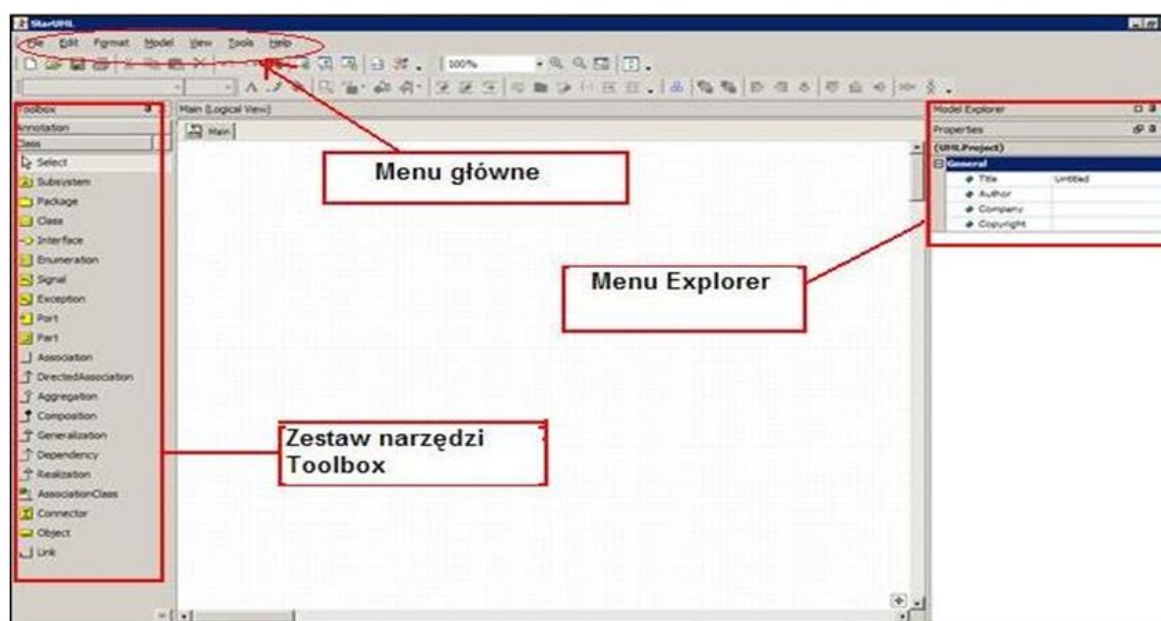 StarUML
File Edit Format Model View Tools Help
100%
Toolbox
Annotation
Class
Select
Subsystem
Package
Class
Interface
Enumeration
Signal
Exception
Port
Part
Association
DirectedAssociation
Aggregation
Composition
Generalization
Dependency
Realization
AssociationClass
Connector
Object
Link
Main (Logical View)
Main
Menu główne
Menu Explorer
Zestaw narzędzi
Toolbox
Model Explorer
Properties
(UMLProject)
General
Title Untitled
Author
Company
Copyright